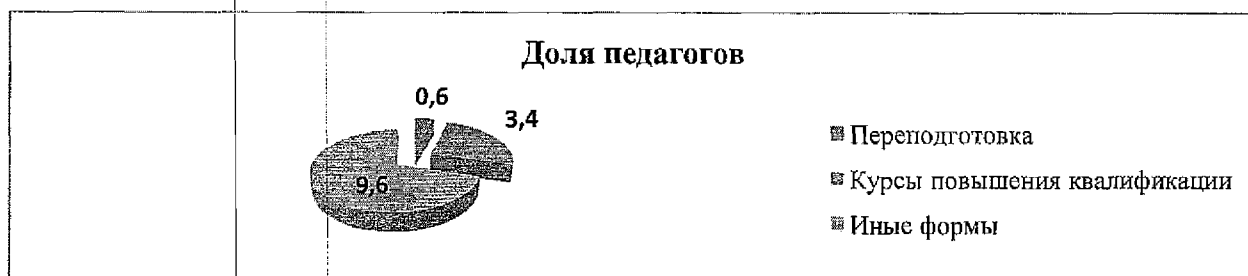 Доля педагогов
0,6
3,4
9,6
Переподготовка
Курсы повышения квалификации
Иные формы